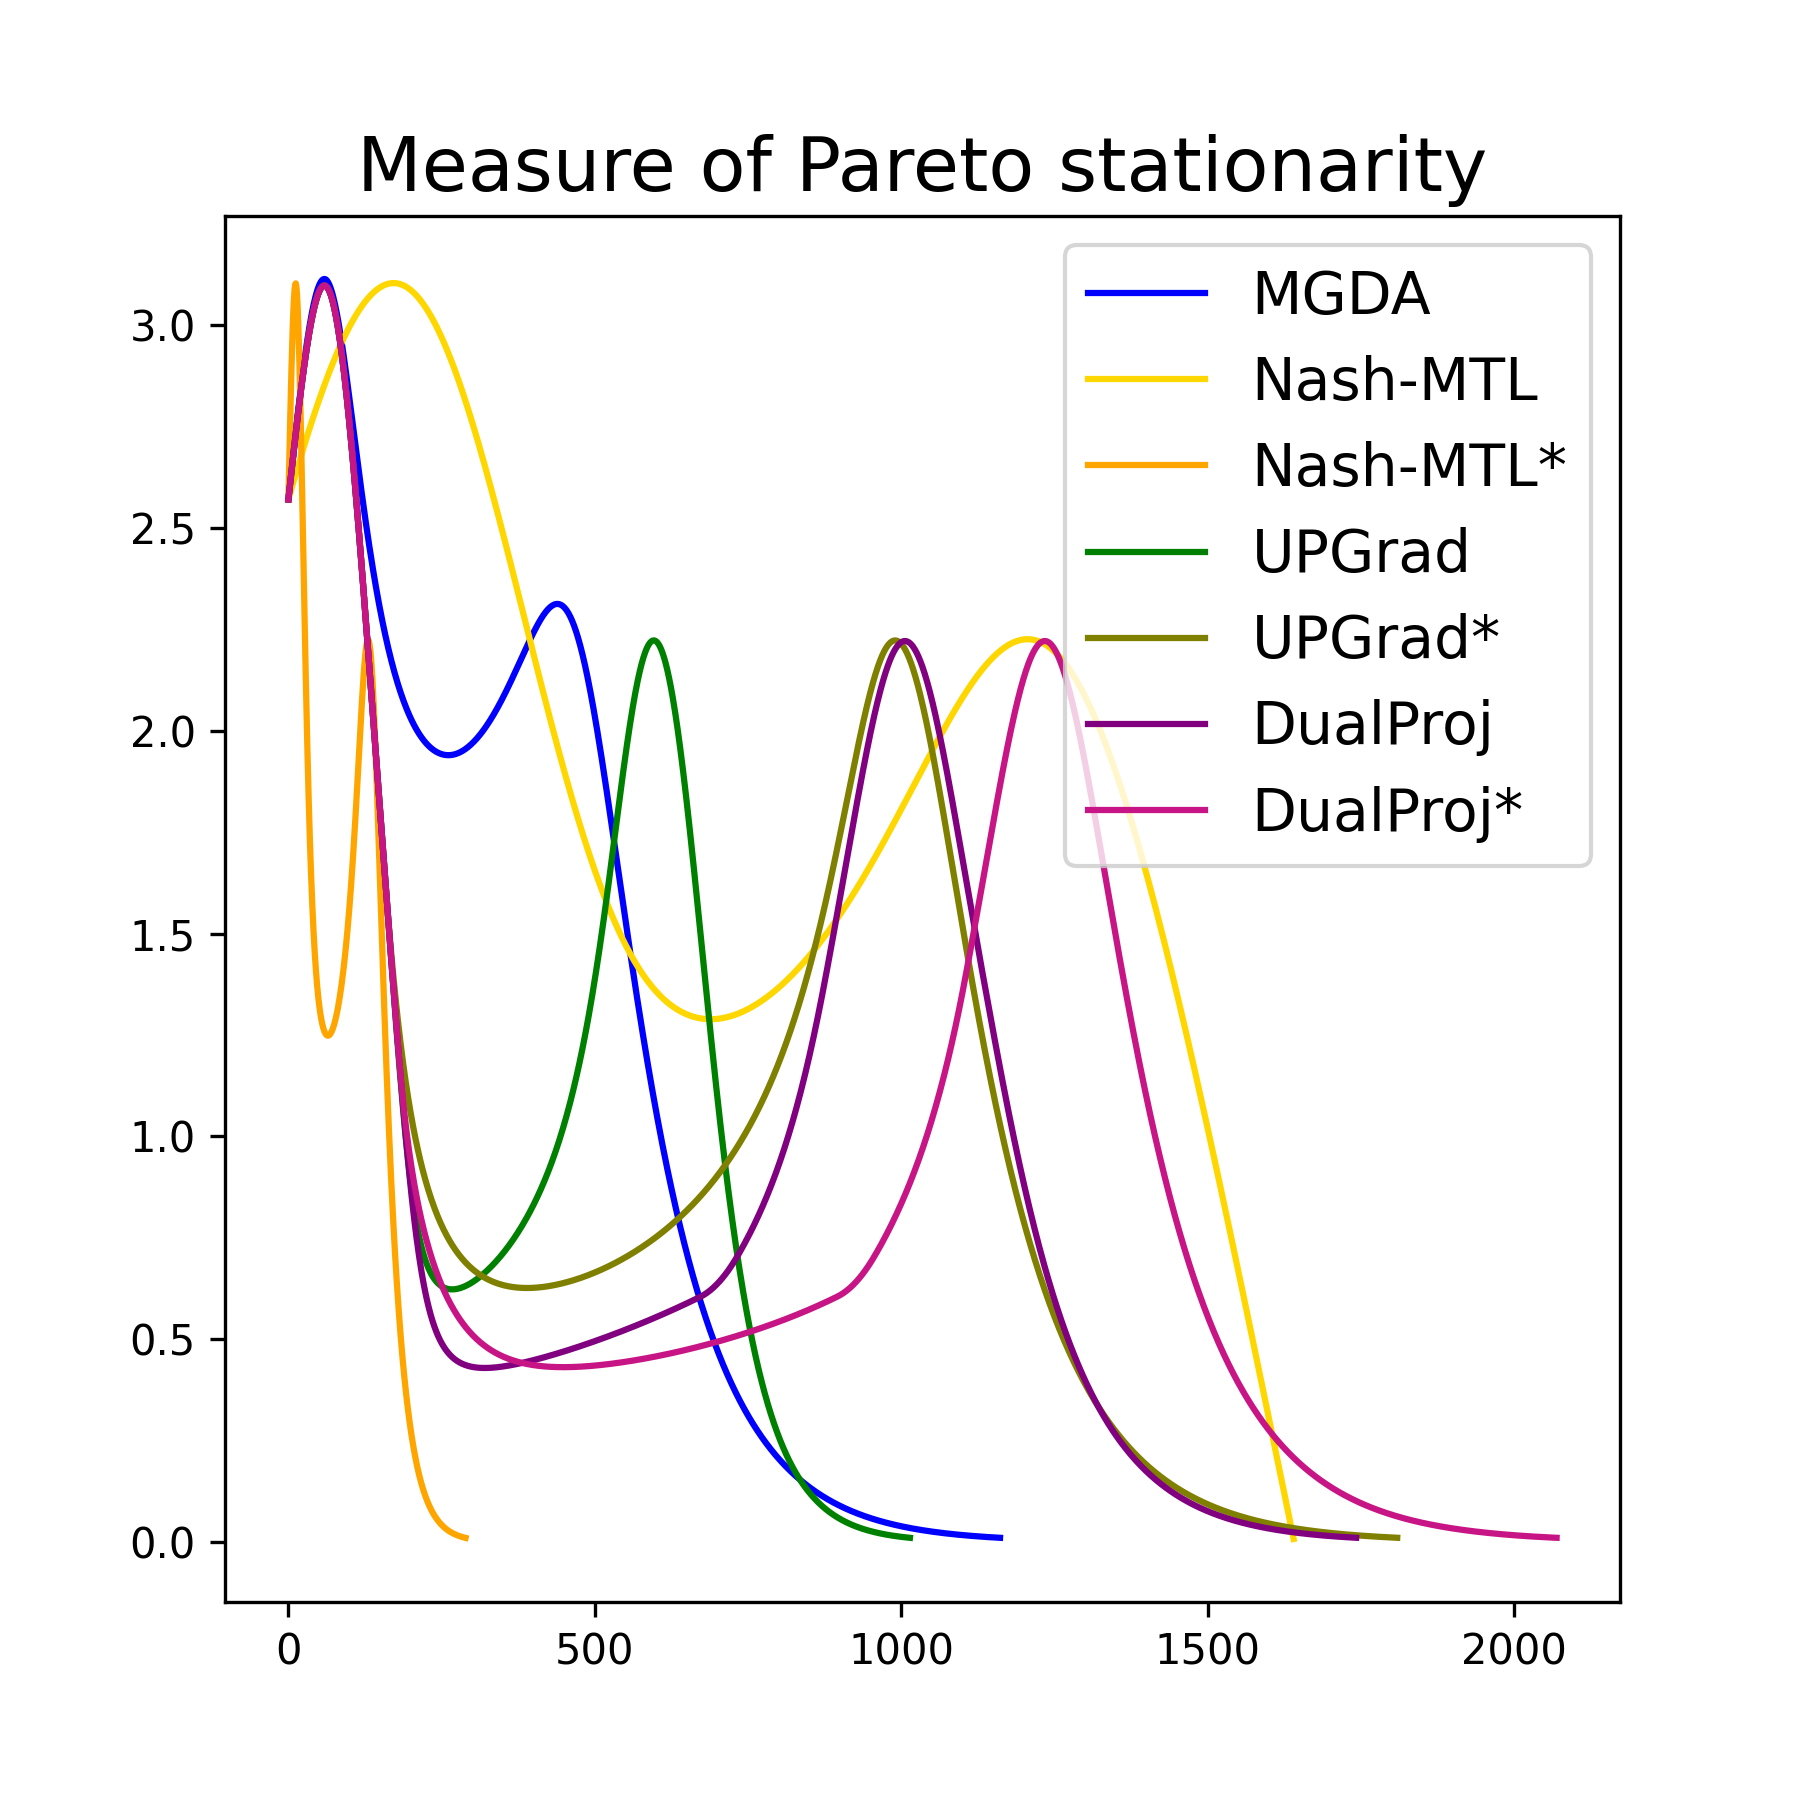 Measure of Pareto stationarity
MGDA
Nash-MTL
Nash-MTL*
UPGrad
UPGrad*
DualProj
DualProj*
3.0
2.5
2.0
1.5
1.0
0.5
0.0
0 500 1000 1500 2000